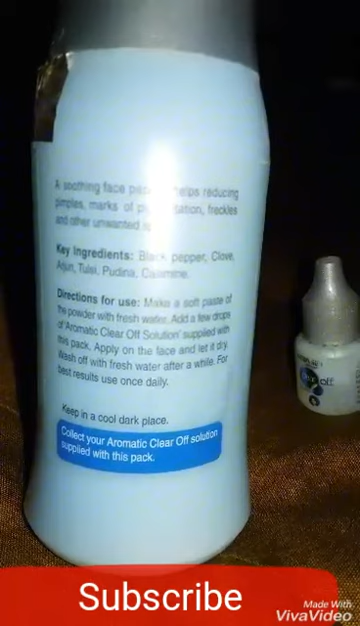 A soothing face pack helps reducing
pimples, marks of tation, freckles
and other unwanted
Key Ingredients: Black pepper, Clove,
Arjun, Tulsi, Pudina, Calamine.
Directions for use: Make a soft paste of
the powder with fresh water. Add a few drops
of 'Aromatic Clear Off Solution' supplied with
this pack. Apply on the face and let it dry.
Wash off with fresh water after a while. For
best results use once daily.
Keep in a cool dark place.
Collect your Aromatic Clear Off solution
supplied with this pack.
off
Subscribe
Made With
VivaVideo